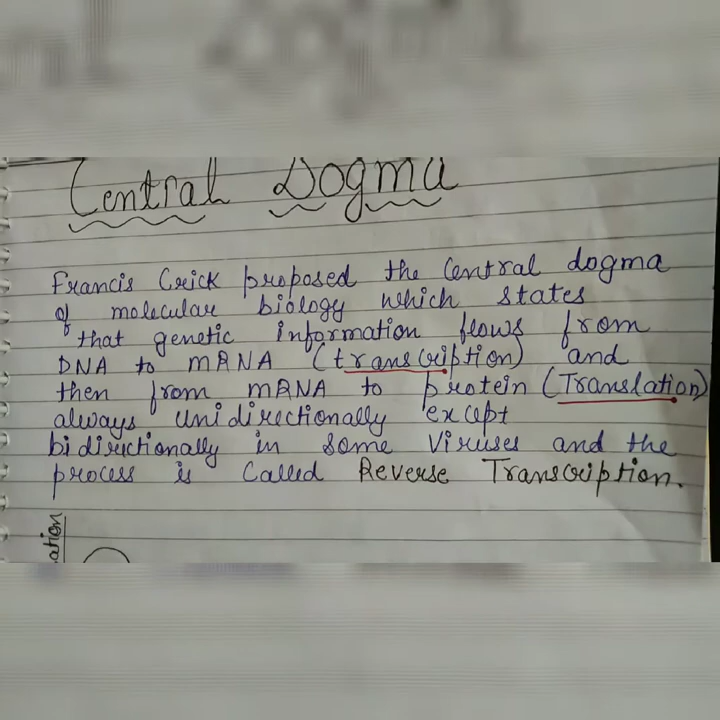 Central Dogma
Francis Crick proposed the Central dogma
of molecular biology which states
that genetic information flows from
DNA to mRNA (transcription) and
then from mRNA to protein (Translation)
always unidirectionally except
bidirectionally in some Viruses and the
process is Called Reverse Transcription.
ation